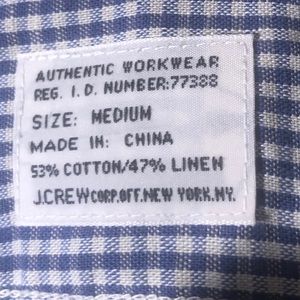 AUTHENTIC WORKWEAR
REG. I.D. NUMBER:77388
SIZE: MEDIUM
MADE IN: CHINA
53% COTTON/47% LINEN
J.CREW CORP.OFF.NEW YORK.NY.